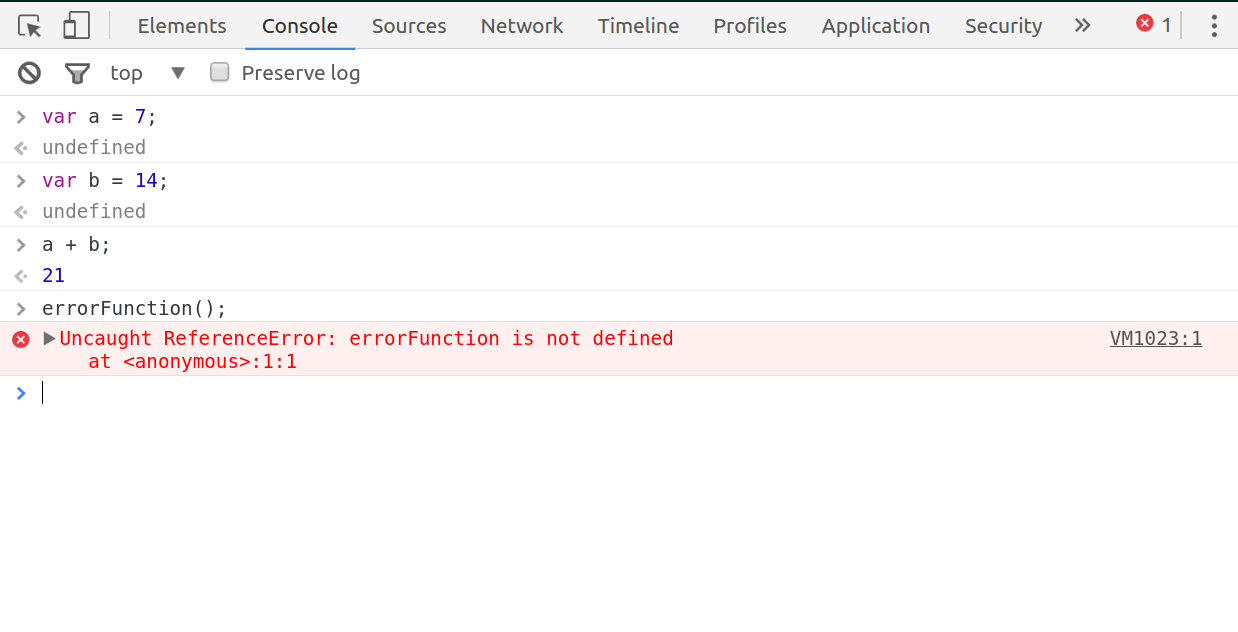 Elements Console Sources Network Timeline Profiles Application Security 1
top Preserve log
var a = 7;
undefined
var b = 14;
undefined
a + b;
21
errorFunction();
Uncaught ReferenceError: errorFunction is not defined VM1023:1
at <anonymous>:1:1